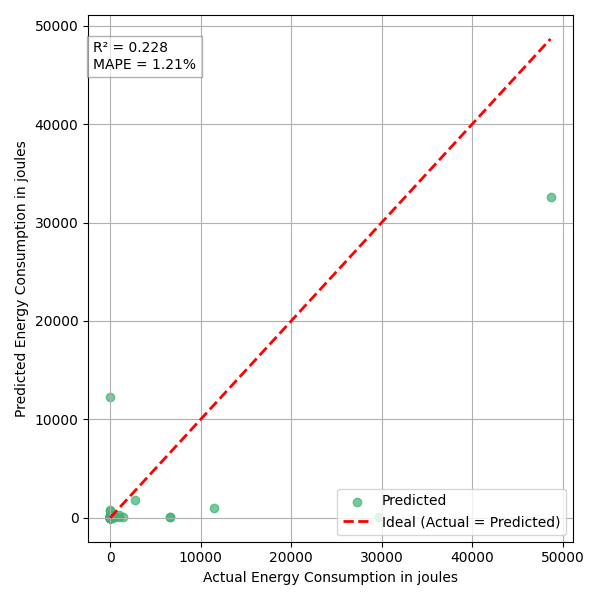 R² = 0.228
MAPE = 1.21%
50000
40000
30000
20000
10000
0
Predicted Energy Consumption in joules
Predicted
Ideal (Actual = Predicted)
0
10000
20000
30000
40000
50000
Actual Energy Consumption in joules